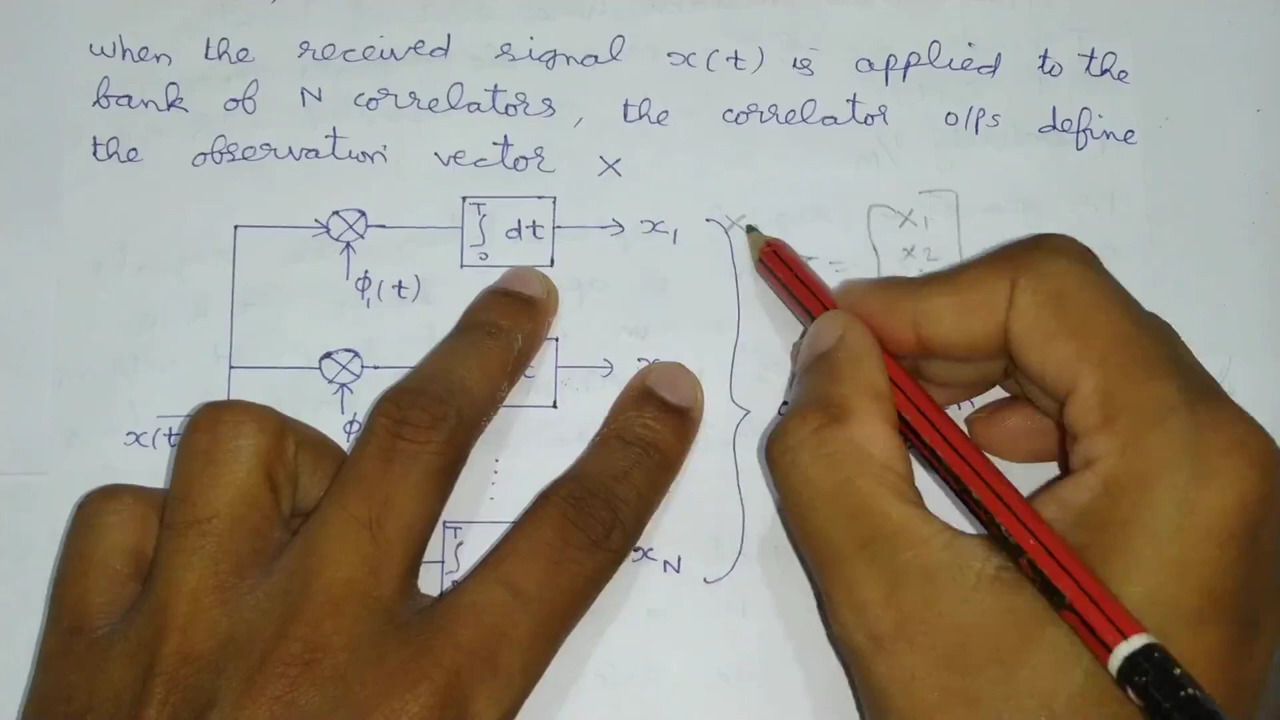 when the received signal x(t) is applied to the
bank of N correlators, the correlator o/ps define
the observation vector X
T ∫ 0 dt
x1
X
=
x1
x2
ϕ1(t)
x(t
ϕ
T ∫
xN